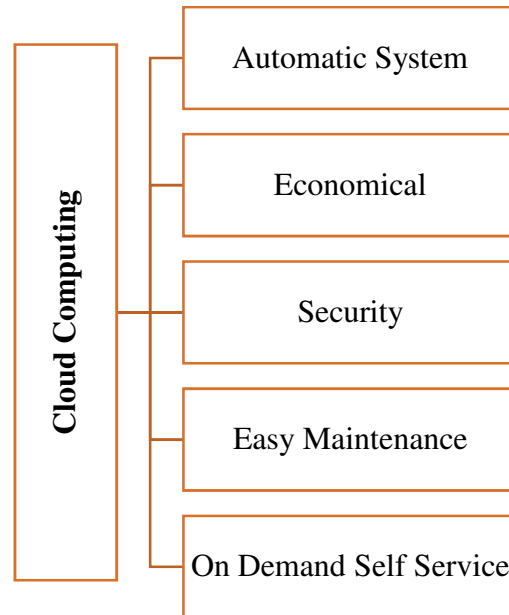 Cloud Computing
Automatic System
Economical
Security
Easy Maintenance
On Demand Self Service